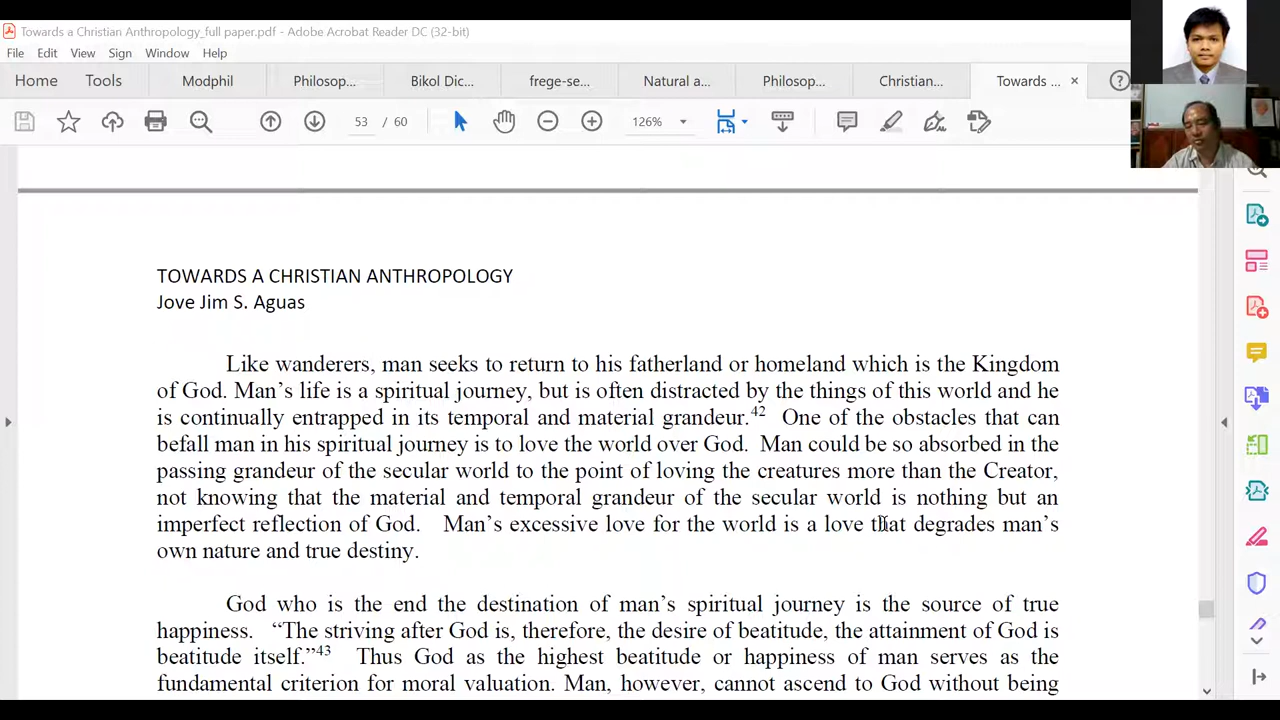 Towards a Christian Anthropology_full paper.pdf - Adobe Acrobat Reader DC (32-bit)
File Edit View Sign Window Help
Home Tools Modphil Philosop... Bikol Dic... frege-se... Natural a... Philosop... Christian... Towards ... ×
53 / 60 126%
TOWARDS A CHRISTIAN ANTHROPOLOGY
Jove Jim S. Aguas
Like wanderers, man seeks to return to his fatherland or homeland which is the Kingdom
of God. Man's life is a spiritual journey, but is often distracted by the things of this world and he
is continually entrapped in its temporal and material grandeur.42 One of the obstacles that can
befall man in his spiritual journey is to love the world over God. Man could be so absorbed in the
passing grandeur of the secular world to the point of loving the creatures more than the Creator,
not knowing that the material and temporal grandeur of the secular world is nothing but an
imperfect reflection of God. Man's excessive love for the world is a love that degrades man's
own nature and true destiny.
God who is the end the destination of man's spiritual journey is the source of true
happiness. "The striving after God is, therefore, the desire of beatitude, the attainment of God is
beatitude itself."43 Thus God as the highest beatitude or happiness of man serves as the
fundamental criterion for moral valuation. Man, however, cannot ascend to God without being